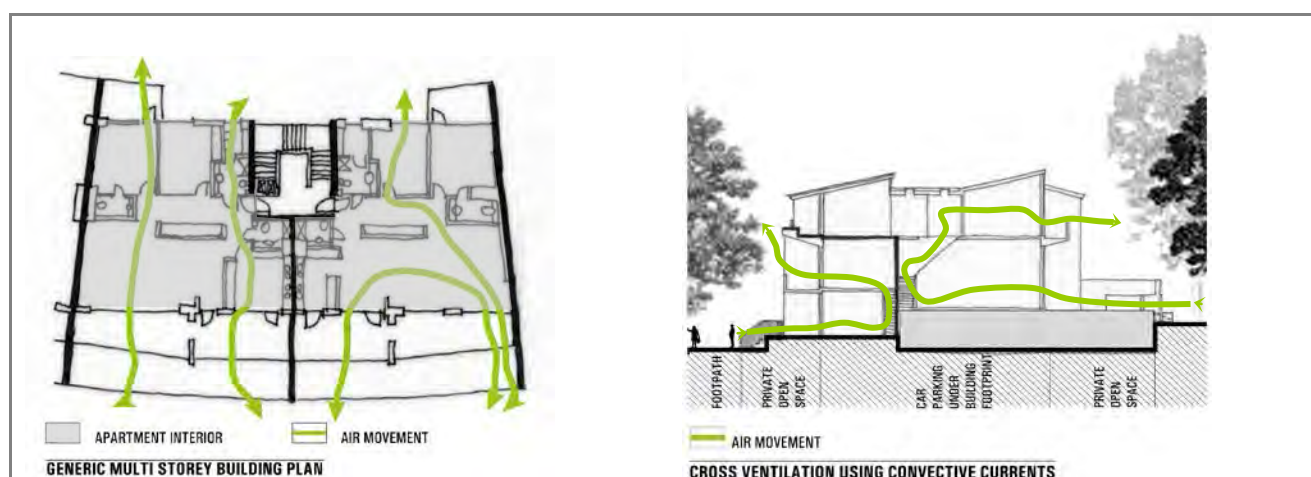 FOOTPATH
PRIVATE
OPEN
SPACE
CAR
PARKING
UNDER
BUILDING
FOOTPRINT
PRIVATE
OPEN
SPACE
APARTMENT INTERIOR
AIR MOVEMENT
GENERIC MULTI STOREY BUILDING PLAN
AIR MOVEMENT
CROSS VENTILATION USING CONVECTIVE CURRENTS